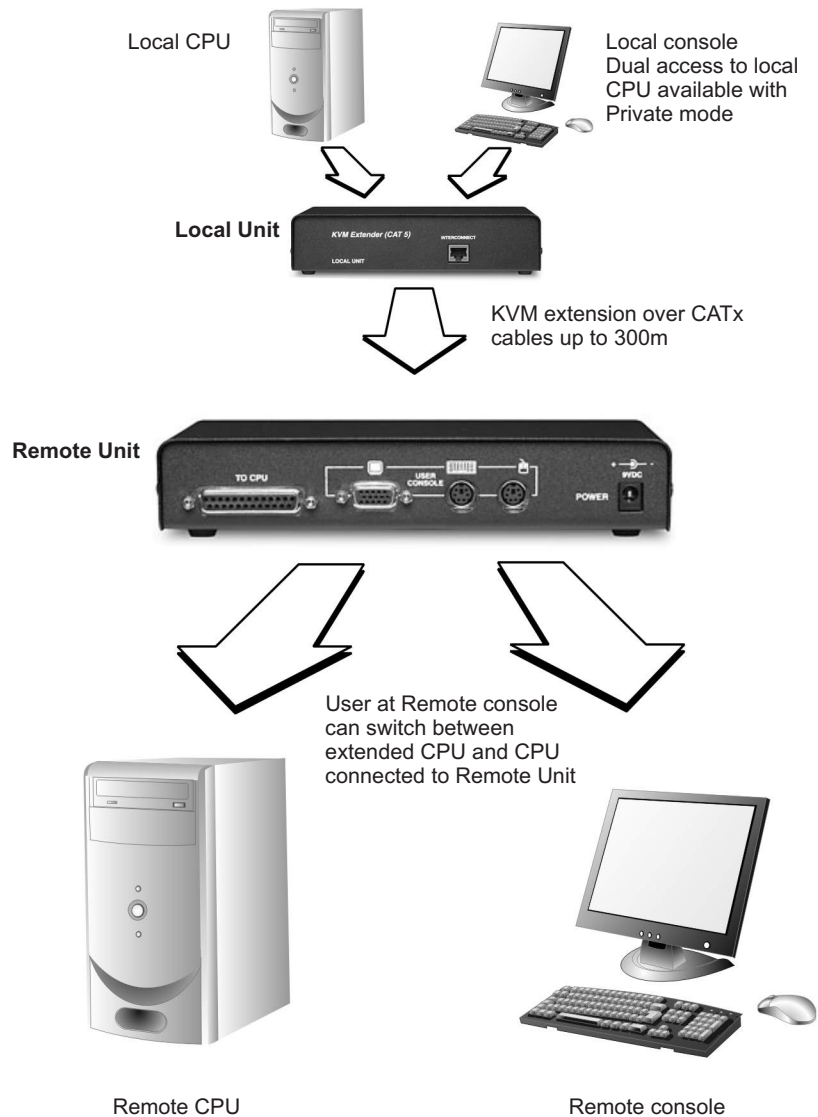 Local CPU
Local console
Dual access to local
CPU available with
Private mode
Local Unit
KVM Extender (CAT 5)
INTERCONNECT
LOCAL UNIT
KVM extension over CATx
cables up to 300m
Remote Unit
TO CPU
USER
CONSOLE
POWER
9VDC
User at Remote console
can switch between
extended CPU and CPU
connected to Remote Unit
Remote CPU
Remote console